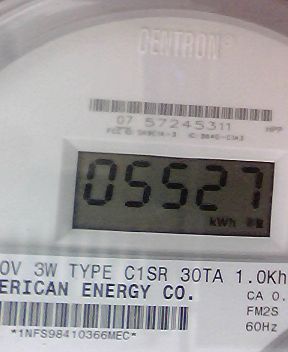 CENTRON®
07 57245311
HPP
05527
kWh
0V 3W TYPE C1SR 30TA 1.0Kh
ERICAN ENERGY CO.
CA 0.
FM2S
60Hz
*1NFS98410366MEC*